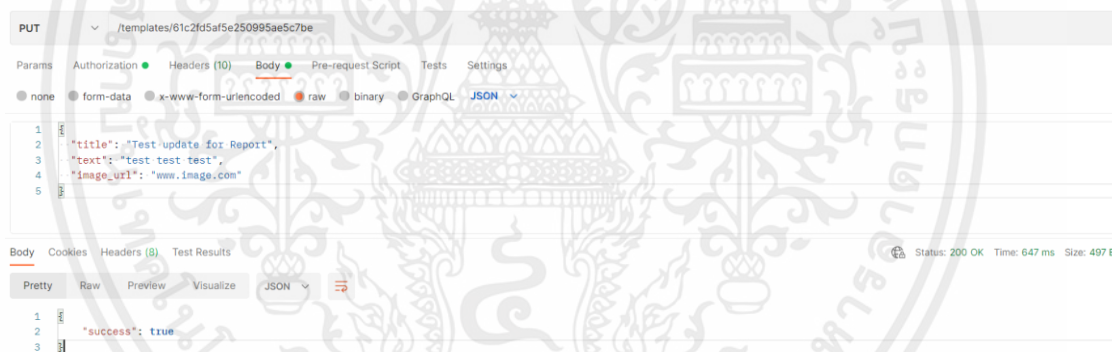 PUT /templates/61c2fd5af5e250995ae5c7be
Params Authorization Headers (10) Body Pre-request Script Tests Settings
none form-data x-www-form-urlencoded raw binary GraphQL JSON
1 {
2 "title": "Test update for Report",
3 "text": "test test test",
4 "image_url": "www.image.com"
5 }
Body Cookies Headers (8) Test Results Status: 200 OK Time: 647 ms Size: 497 B
Pretty Raw Preview Visualize JSON
1 {
2 "success": true
3 }